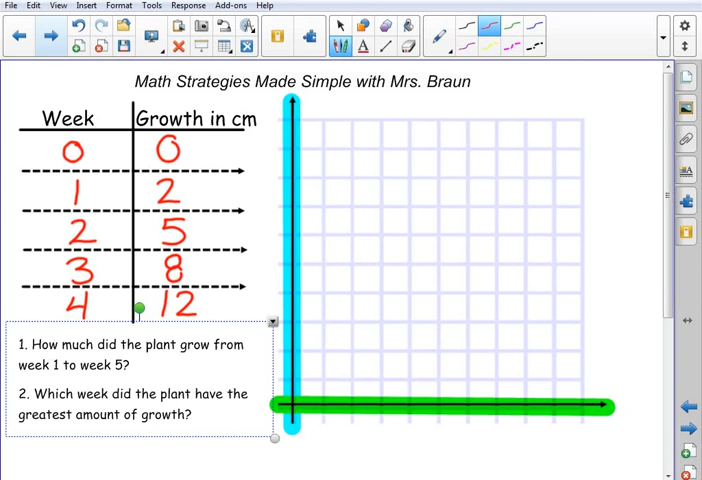 File Edit View Insert Format Tools Response Add-ons Help
Math Strategies Made Simple with Mrs. Braun
Week Growth in cm
0 0
1 2
2 5
3 8
4 12
1. How much did the plant grow from
week 1 to week 5?
2. Which week did the plant have the
greatest amount of growth?